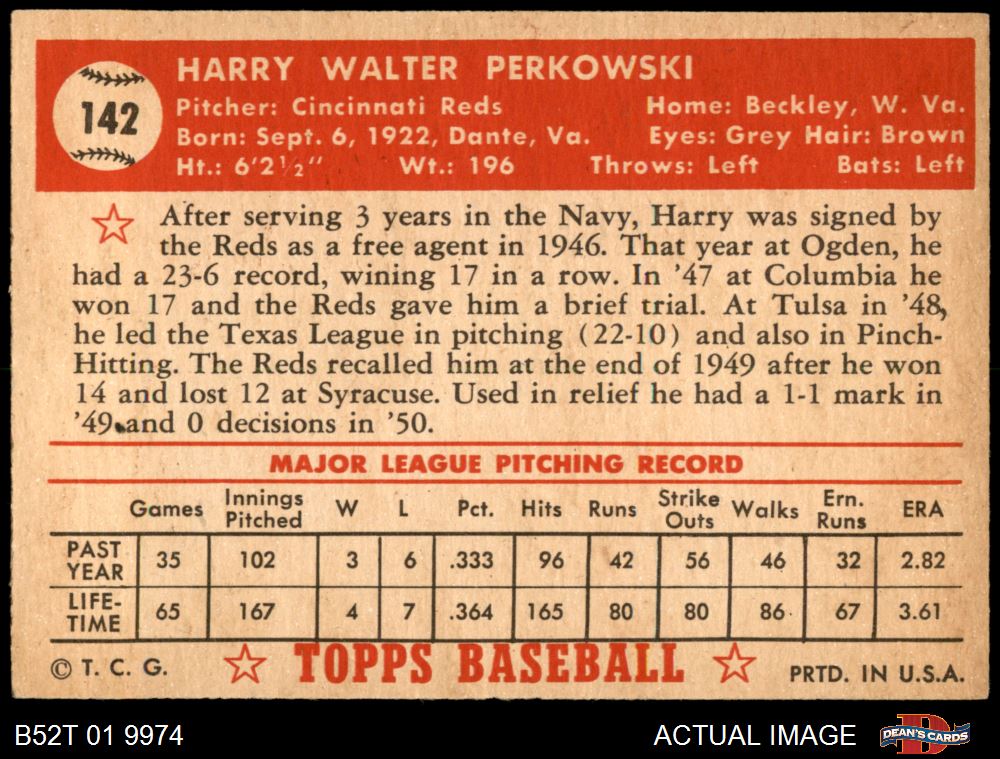 142
HARRY WALTER PERKOWSKI
Pitcher: Cincinnati Reds Home: Beckley, W. Va.
Born: Sept. 6, 1922, Dante, Va. Eyes: Grey Hair: Brown
Ht.: 6'2½" Wt.: 196 Throws: Left Bats: Left
After serving 3 years in the Navy, Harry was signed by
the Reds as a free agent in 1946. That year at Ogden, he
had a 23-6 record, wining 17 in a row. In '47 at Columbia he
won 17 and the Reds gave him a brief trial. At Tulsa in '48,
he led the Texas League in pitching (22-10) and also in Pinch-
Hitting. The Reds recalled him at the end of 1949 after he won
14 and lost 12 at Syracuse. Used in relief he had a 1-1 mark in
'49 and 0 decisions in '50.
MAJOR LEAGUE PITCHING RECORD
Games Innings Pitched W L Pct. Hits Runs Strike Outs Walks Ern. Runs ERA
PAST YEAR 35 102 3 6 .333 96 42 56 46 32 2.82
LIFE-TIME 65 167 4 7 .364 165 80 80 86 67 3.61
© T. C. G. TOPPS BASEBALL PRTD. IN U.S.A.
B52T 01 9974 ACTUAL IMAGE D DEAN'S CARDS